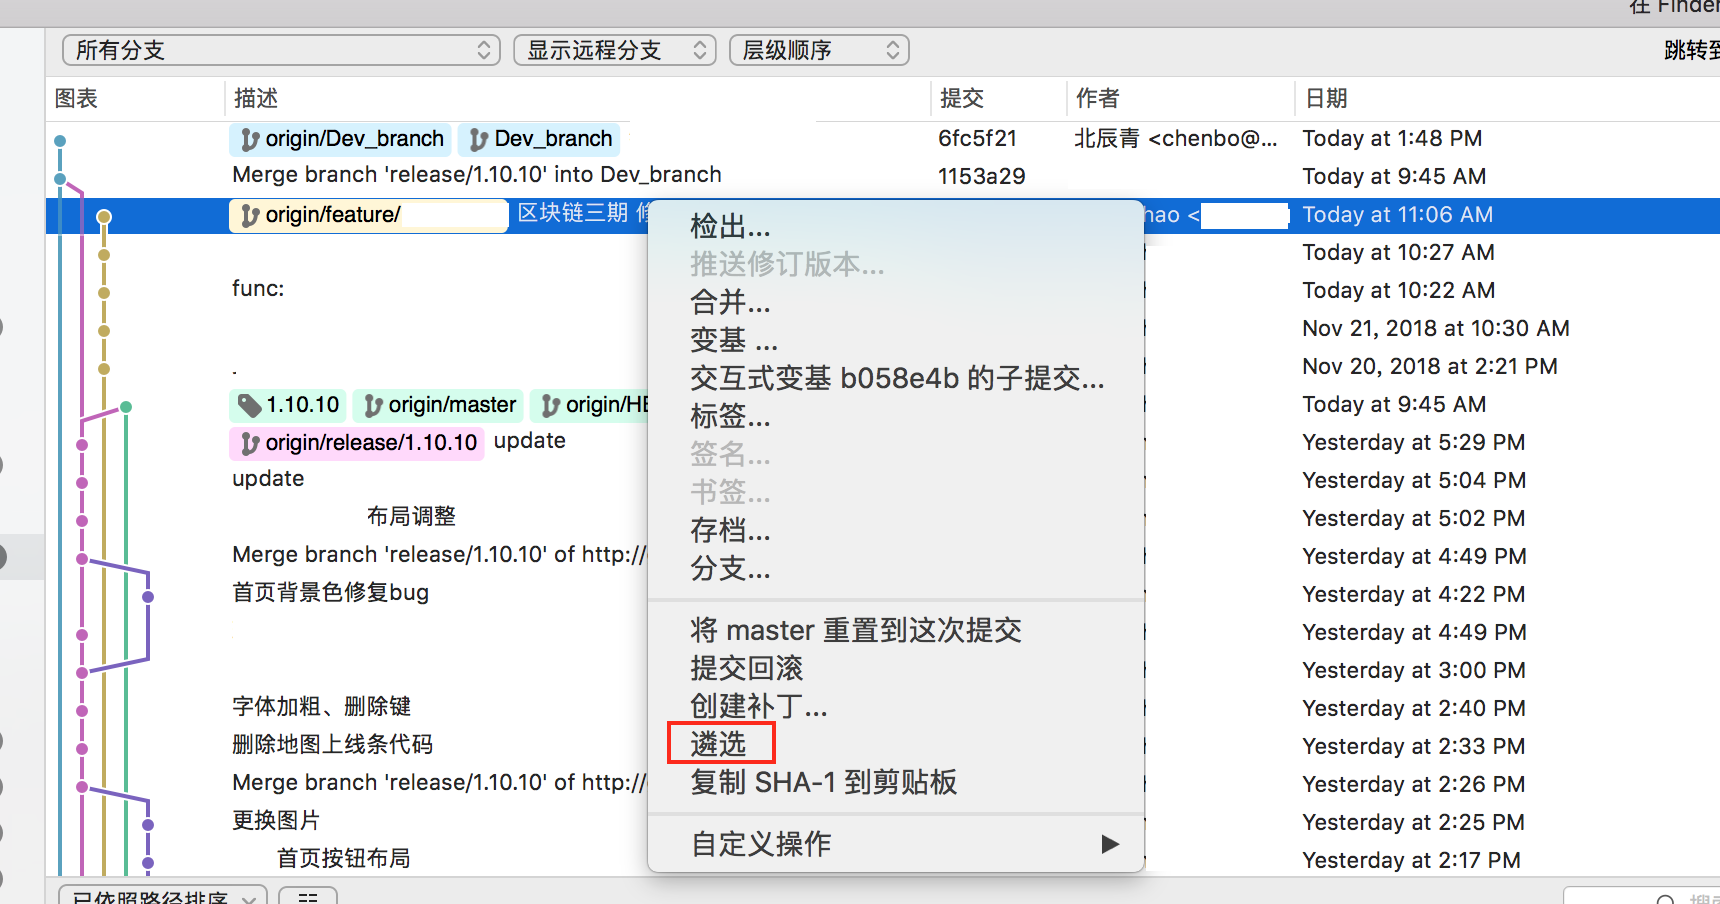 在 Finder
所有分支 显示远程分支 层级顺序 跳转到
图表 描述 提交 作者 日期
origin/Dev_branch Dev_branch 6fc5f21 北辰青 <chenbo@... Today at 1:48 PM
Merge branch 'release/1.10.10' into Dev_branch 1153a29 Today at 9:45 AM
origin/feature/ 区块链三期 修 hao < Today at 11:06 AM
Today at 10:27 AM
func: Today at 10:22 AM
Nov 21, 2018 at 10:30 AM
. Nov 20, 2018 at 2:21 PM
1.10.10 origin/master origin/HE Today at 9:45 AM
origin/release/1.10.10 update Yesterday at 5:29 PM
update Yesterday at 5:04 PM
布局调整 Yesterday at 5:02 PM
Merge branch 'release/1.10.10' of http:// Yesterday at 4:49 PM
首页背景色修复bug Yesterday at 4:22 PM
Yesterday at 4:49 PM
Yesterday at 3:00 PM
字体加粗、删除键 Yesterday at 2:40 PM
删除地图上线条代码 Yesterday at 2:33 PM
Merge branch 'release/1.10.10' of http:// Yesterday at 2:26 PM
更换图片 Yesterday at 2:25 PM
首页按钮布局 Yesterday at 2:17 PM
检出...
推送修订版本...
合并...
变基 ...
交互式变基 b058e4b 的子提交...
标签...
签名...
书签...
存档...
分支...
将 master 重置到这次提交
提交回滚
创建补丁...
遴选
复制 SHA-1 到剪贴板
自定义操作
已依照路径排序
搜索